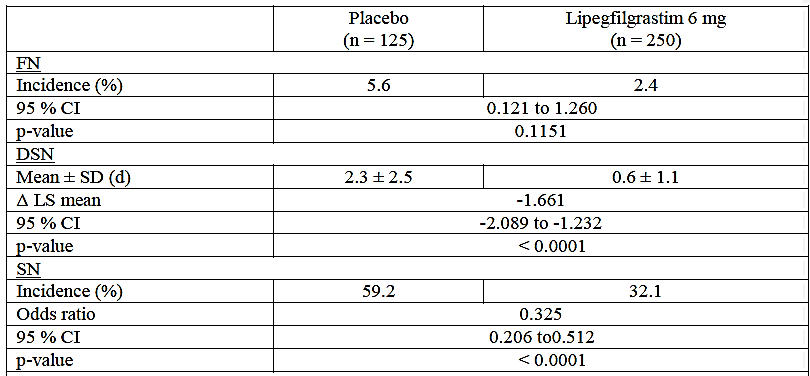 Placebo
(n = 125)
Lipegfilgrastim 6 mg
(n = 250)
FN
Incidence (%) 5.6 2.4
95 % CI 0.121 to 1.260
p-value 0.1151
DSN
Mean ± SD (d) 2.3 ± 2.5 0.6 ± 1.1
Δ LS mean -1.661
95 % CI -2.089 to -1.232
p-value < 0.0001
SN
Incidence (%) 59.2 32.1
Odds ratio 0.325
95 % CI 0.206 to0.512
p-value < 0.0001